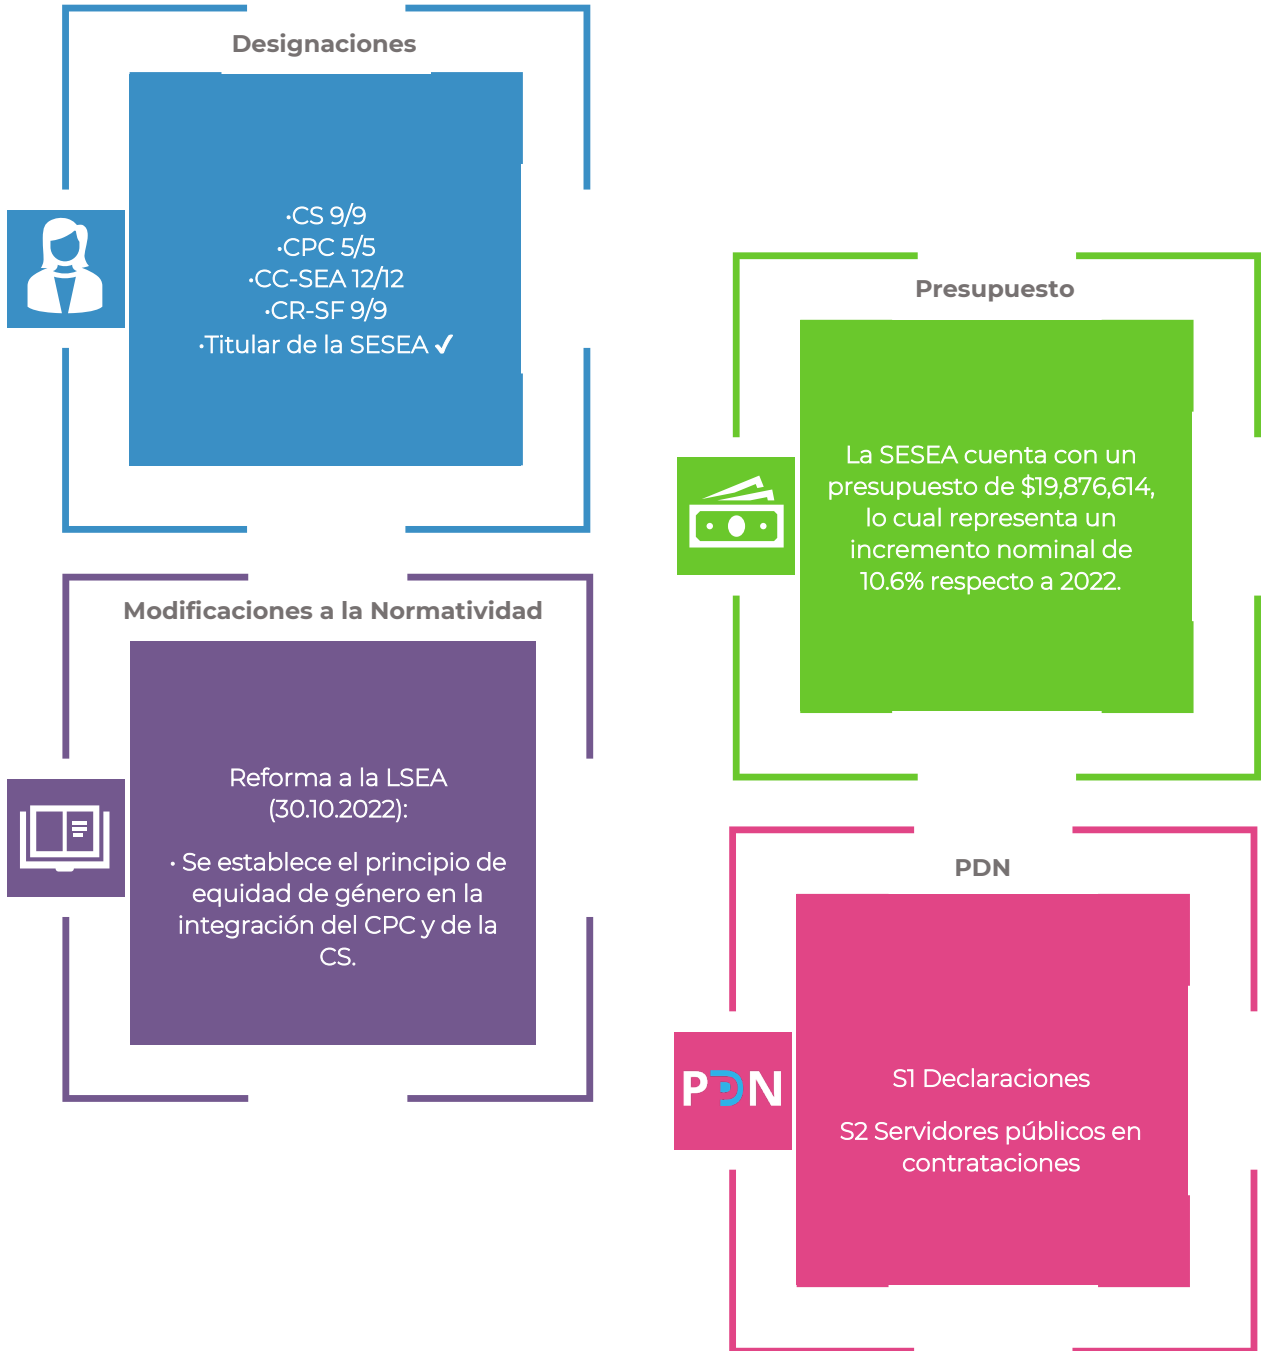 Designaciones
•CS 9/9
•CPC 5/5
•CC-SEA 12/12
•CR-SF 9/9
•Titular de la SESEA ✔
Modificaciones a la Normatividad
Reforma a la LSEA
(30.10.2022):
• Se establece el principio de
equidad de género en la
integración del CPC y de la
CS.
Presupuesto
La SESEA cuenta con un
presupuesto de $19,876,614,
lo cual representa un
incremento nominal de
10.6% respecto a 2022.
PDN
PDN
S1 Declaraciones
S2 Servidores públicos en
contrataciones